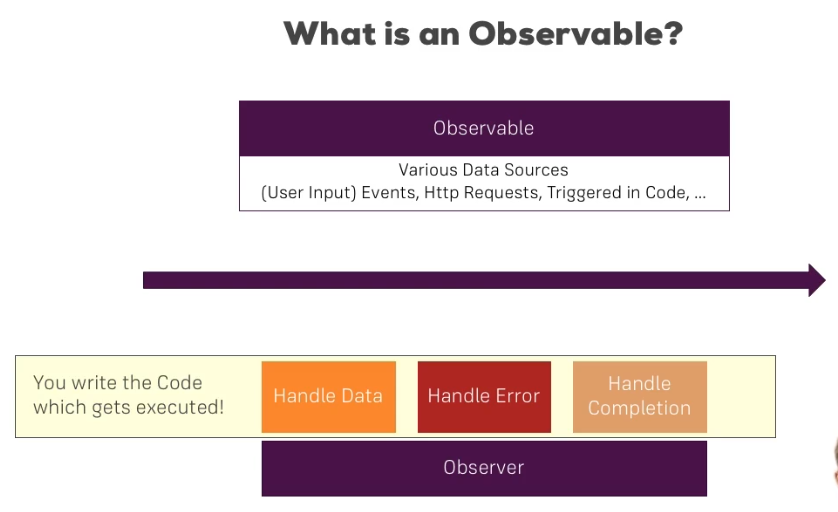 What is an Observable?
Observable
Various Data Sources
(User Input) Events, Http Requests, Triggered in Code, ...
You write the Code
which gets executed!
Handle Data
Handle Error
Handle
Completion
Observer